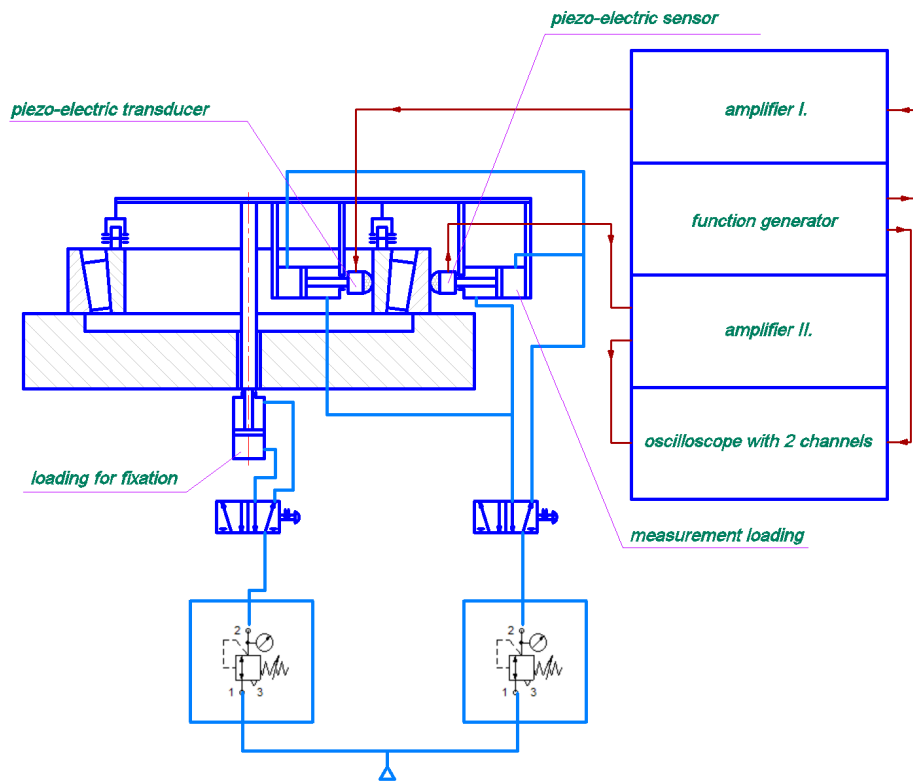 piezo-electric sensor
piezo-electric transducer
amplifier I.
function generator
amplifier II.
oscilloscope with 2 channels
loading for fixation
measurement loading
2
1
3
2
1
3